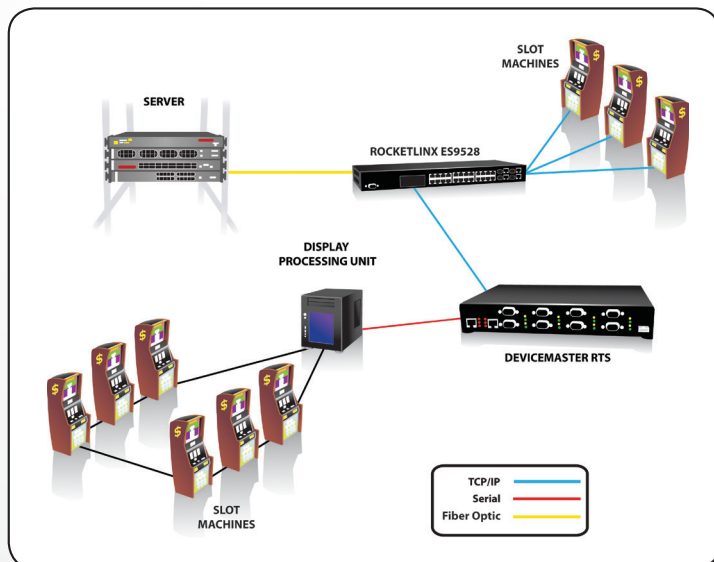 SLOT
MACHINES
SERVER
ROCKETLINX ES9528
DISPLAY
PROCESSING UNIT
DEVICEMASTER RTS
SLOT
MACHINES
TCP/IP
Serial
Fiber Optic